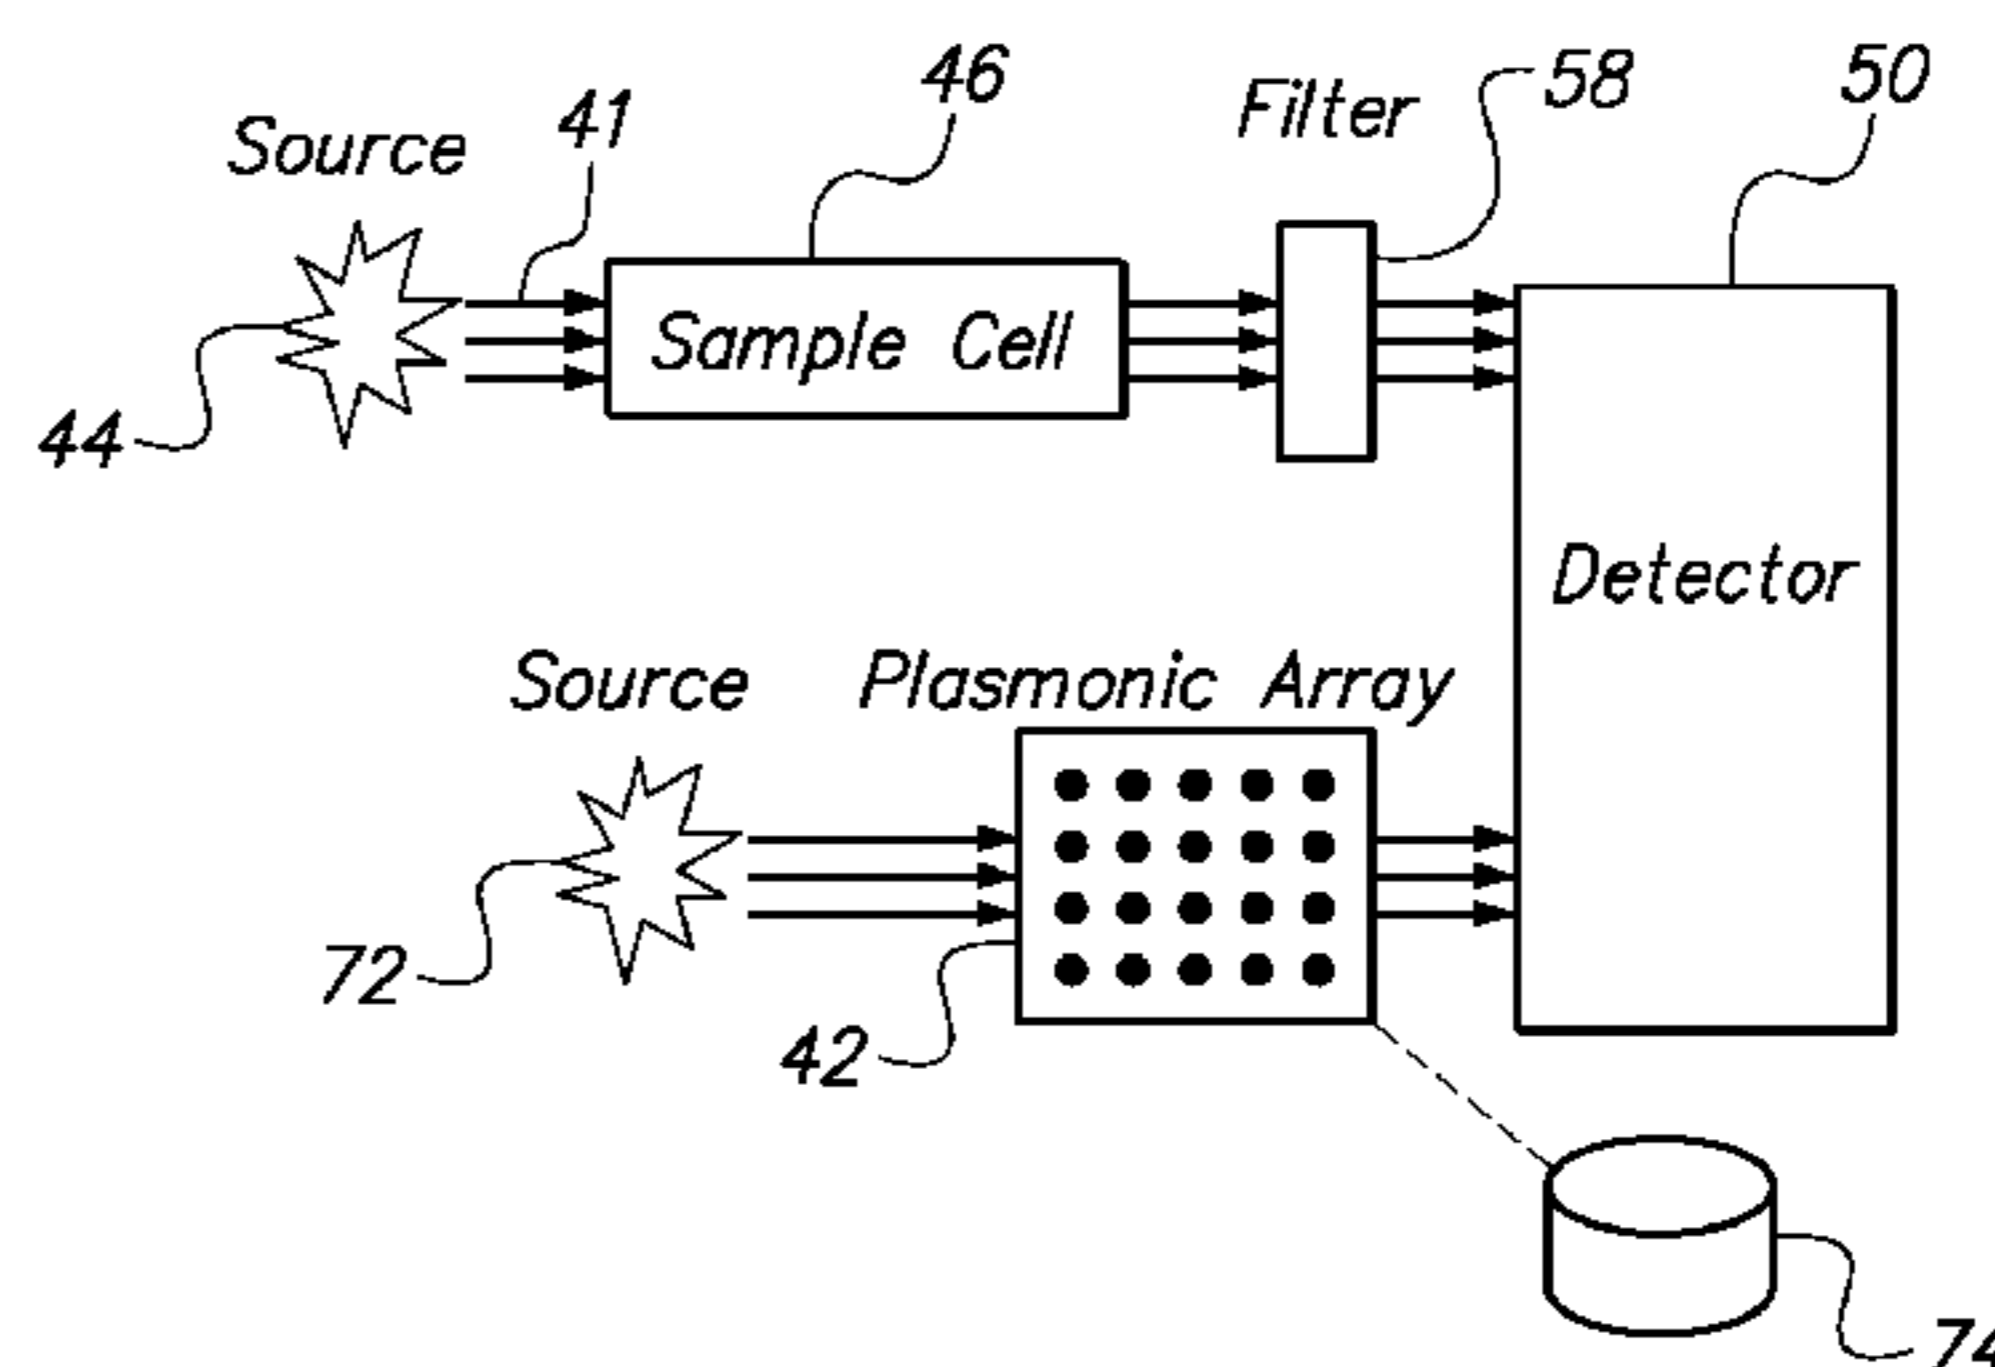 46
58
50
41
Filter
Source
Sample Cell
44
Detector
Source
Plasmonic Array
72
42
74